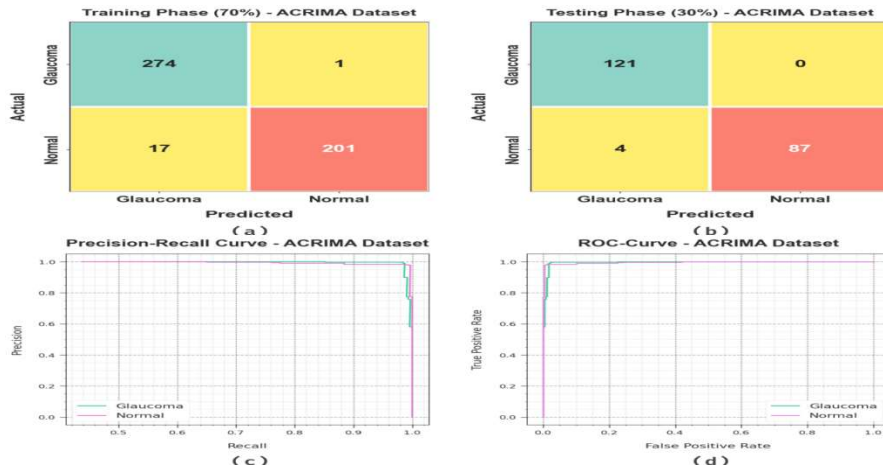 Training Phase (70%) - ACRIMA Dataset
Actual
Glaucoma
274
1
Normal
17
201
Glaucoma
Normal
Predicted
(a)
Testing Phase (30%) - ACRIMA Dataset
Actual
Glaucoma
121
0
Normal
4
87
Glaucoma
Normal
Predicted
(b)
Precision-Recall Curve - ACRIMA Dataset
Precision
1.0
0.8
0.6
0.4
0.2
0.0
Glaucoma
Normal
0.5
0.6
0.7
0.8
0.9
1.0
Recall
(c)
ROC-Curve - ACRIMA Dataset
True Positive Rate
1.0
0.8
0.6
0.4
0.2
0.0
Glaucoma
Normal
0.0
0.2
0.4
0.6
0.8
1.0
False Positive Rate
(d)